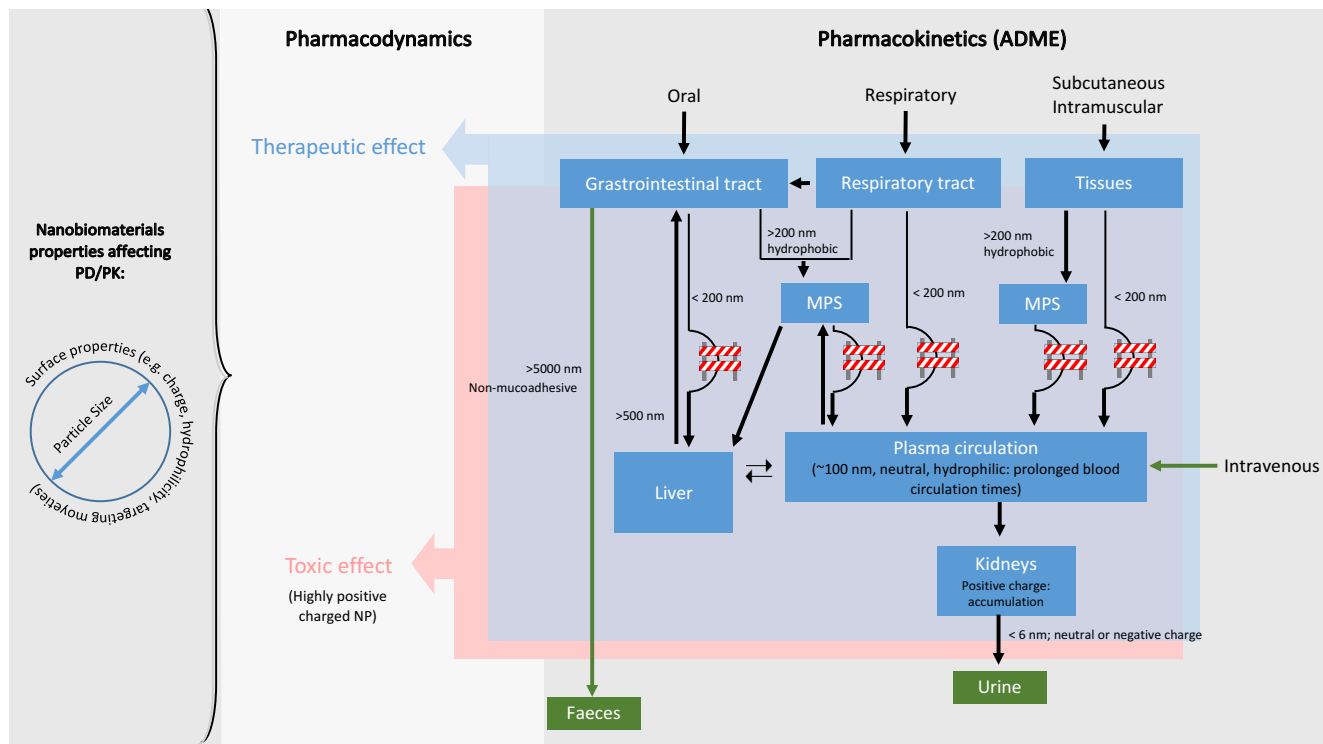 Pharmacodynamics
Pharmacokinetics (ADME)
Nanobiomaterials
properties affecting
PD/PK:
Surface properties (e.g. charge, hydrophilicity, targeting moyeties)
Particle Size
Therapeutic effect
Toxic effect
(Highly positive
charged NP)
Oral
Respiratory
Subcutaneous
Intramuscular
Grastrointestinal tract
Respiratory tract
Tissues
>200 nm
hydrophobic
>200 nm
hydrophobic
< 200 nm
MPS
< 200 nm
MPS
< 200 nm
>5000 nm
Non-mucoadhesive
>500 nm
Plasma circulation
(~100 nm, neutral, hydrophilic: prolonged blood
circulation times)
Intravenous
Liver
Kidneys
Positive charge:
accumulation
< 6 nm; neutral or negative charge
Urine
Faeces